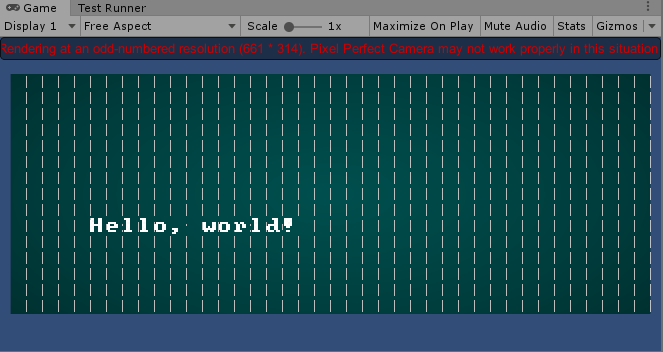 Game Test Runner
Display 1 Free Aspect Scale 1x Maximize On Play Mute Audio Stats Gizmos
Rendering at an odd-numbered resolution (661 * 314). Pixel Perfect Camera may not work properly in this situation
Hello, world!